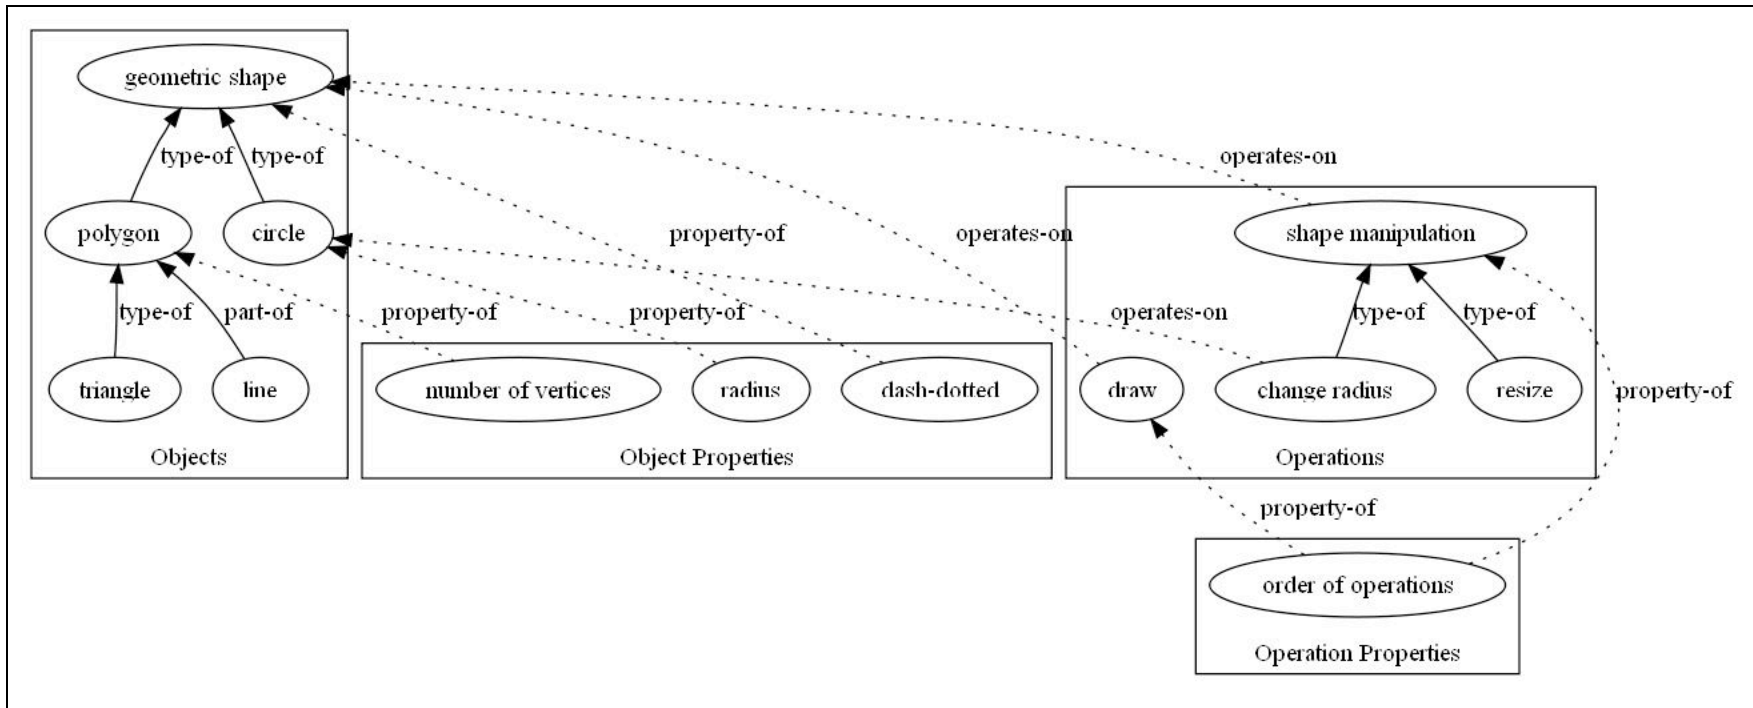 geometric shape
type-of type-of operates-on
polygon circle property-of operates-on shape manipulation
type-of part-of property-of property-of operates-on type-of type-of
triangle line number of vertices radius dash-dotted draw change radius resize property-of
Objects Object Properties Operations
property-of
order of operations
Operation Properties